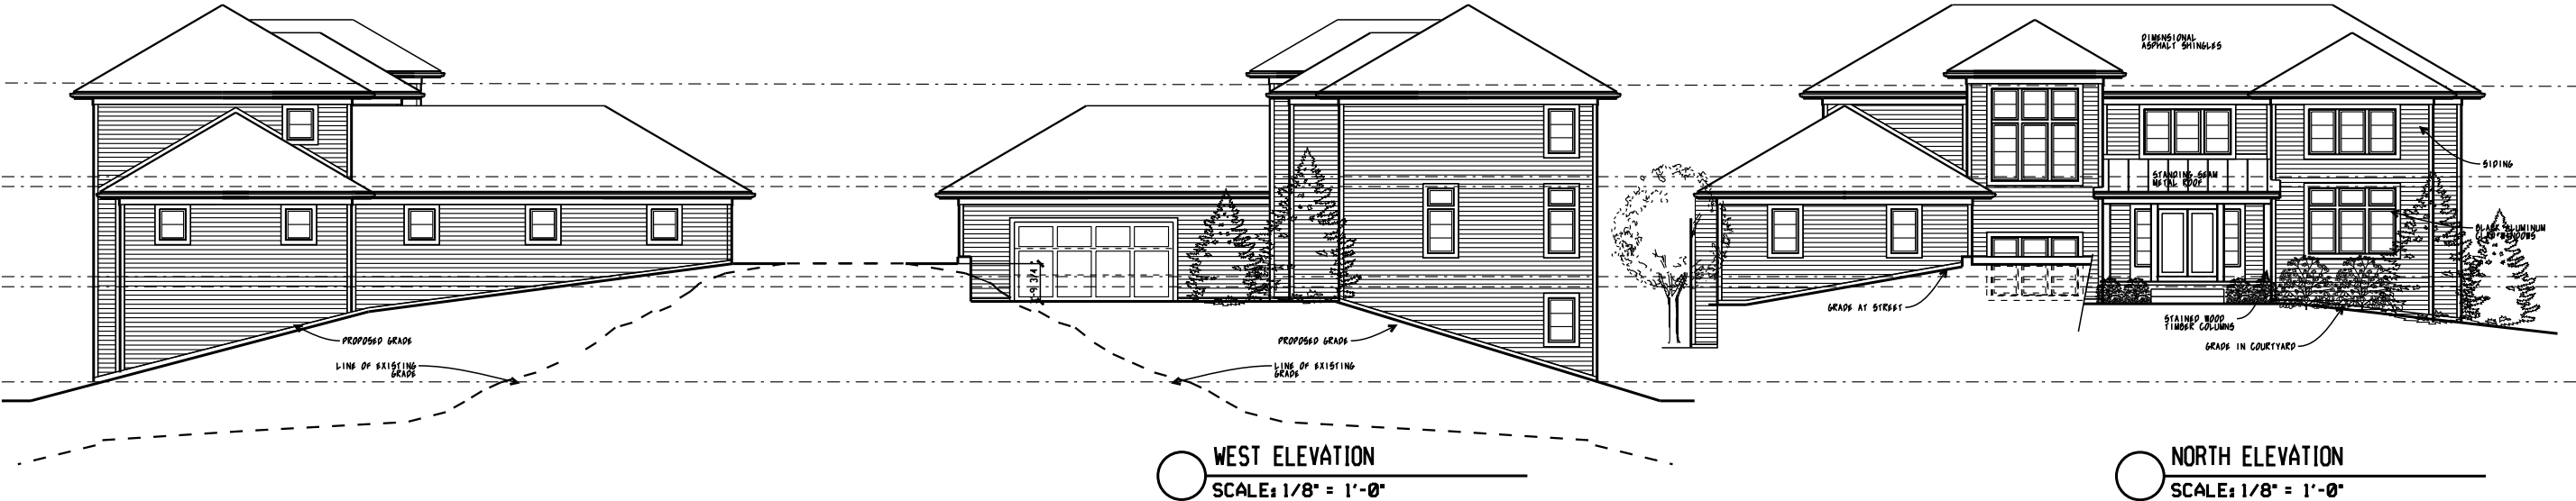 DIMENSIONAL
ASPHALT SHINGLES
SIDING
STANDING SEAM
METAL ROOF
BLACK ALUMINUM
CLAD WINDOWS
PROPOSED GRADE
LINE OF EXISTING
GRADE
PROPOSED GRADE
LINE OF EXISTING
GRADE
GRADE AT STREET
STAINED WOOD
TIMBER COLUMNS
GRADE IN COURTYARD
WEST ELEVATION
SCALE: 1/8" = 1'-0"
NORTH ELEVATION
SCALE: 1/8" = 1'-0"